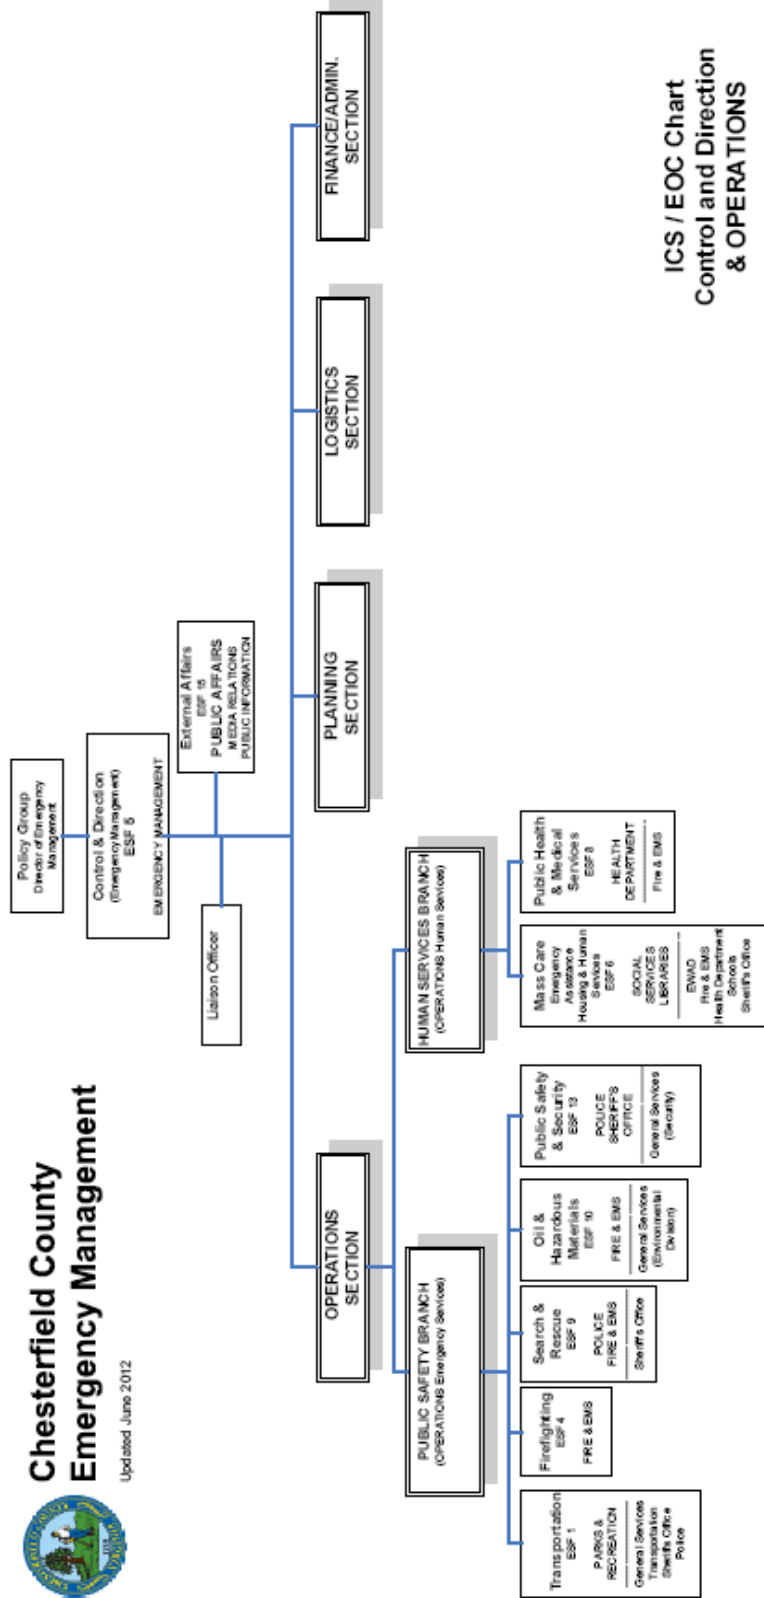 Chesterfield County
Emergency Management
Updated June 2012
Policy Group
Director of Emergency
Management
Control & Direction
(Emergency Management)
ESF 5
EMERGENCY MANAGEMENT
External Affairs
ESF 15
PUBLIC AFFAIRS
MEDIA RELATIONS
PUBLIC INFORMATION
Liaison Officer
OPERATIONS
SECTION
PLANNING
SECTION
LOGISTICS
SECTION
FINANCE/ADMIN.
SECTION
PUBLIC SAFETY BRANCH
(OPERATIONS Emergency Services)
HUMAN SERVICES BRANCH
(OPERATIONS Human Services)
Transportation
ESF 1
PARKS &
RECREATION
General Services
Transportation
Sheriff's Office
Police
Firefighting
ESF 4
FIRE & EMS
Search &
Rescue
ESF 9
POLICE
FIRE & EMS
Sheriff's Office
Oil &
Hazardous
Materials
ESF 10
FIRE & EMS
General Services
(Environmental
Division)
Public Safety
& Security
ESF 13
POLICE
SHERIFF'S
OFFICE
General Services
(Security)
Mass Care
Emergency
Assistance
Housing & Human
Services
ESF 6
SOCIAL
SERVICES
LIBRARIES
EWAD
Fire & EMS
Health Department
Schools
Sheriff's Office
Public Health
& Medical
Services
ESF 8
HEALTH
DEPARTMENT
Fire & EMS
ICS / EOC Chart
Control and Direction
& OPERATIONS